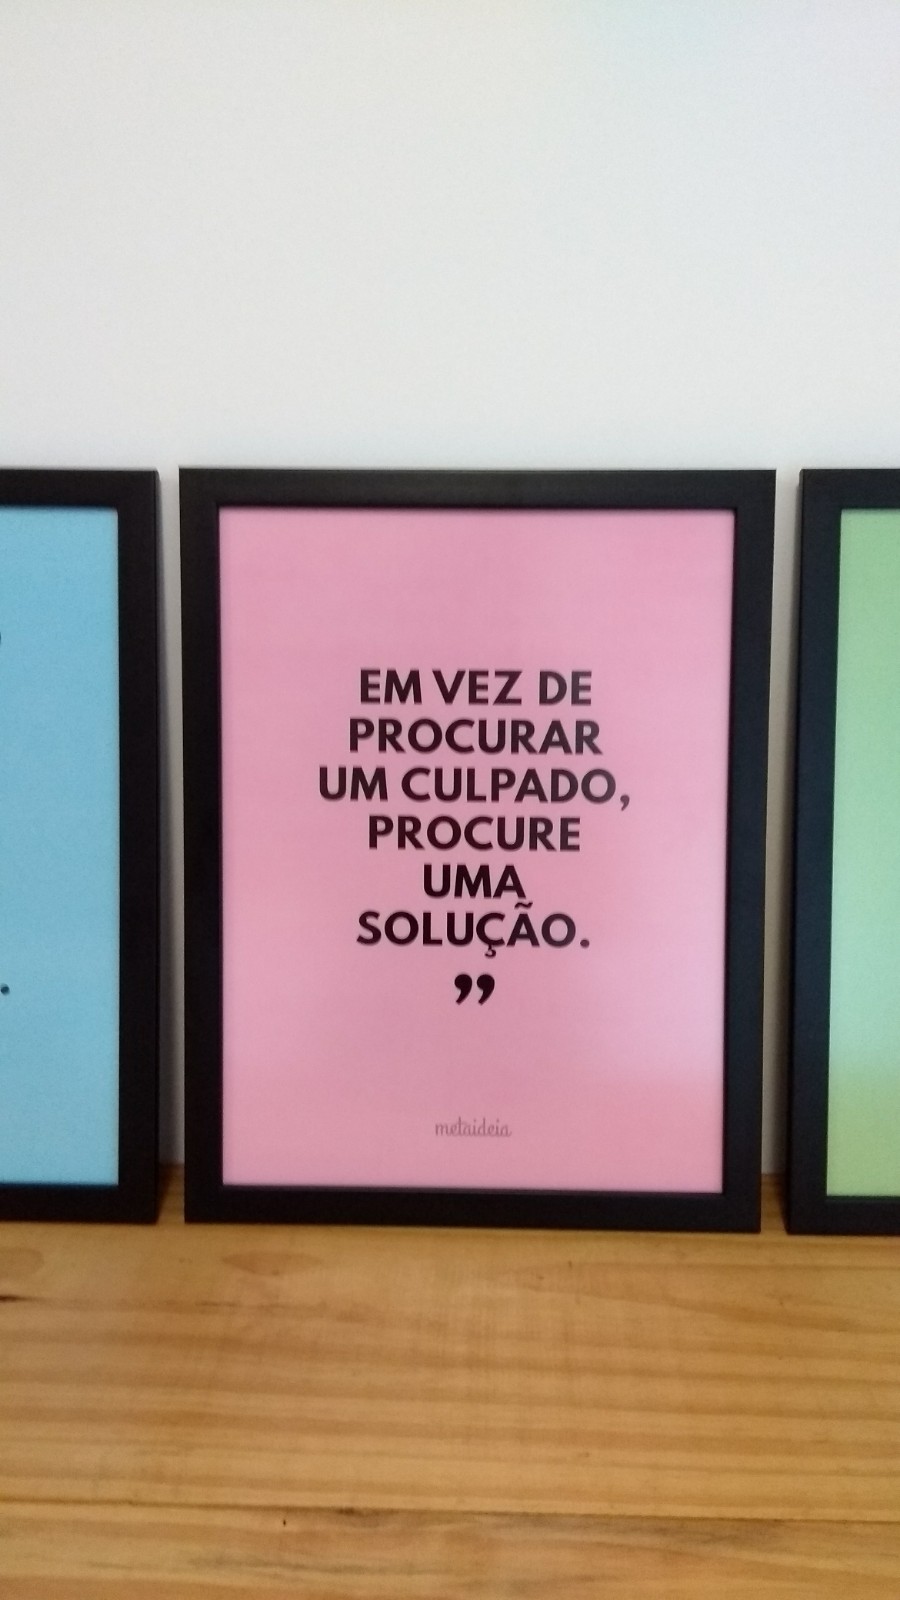 EM VEZ DE
PROCURAR
UM CULPADO,
PROCURE
UMA
SOLUÇÃO.
”
metaideia